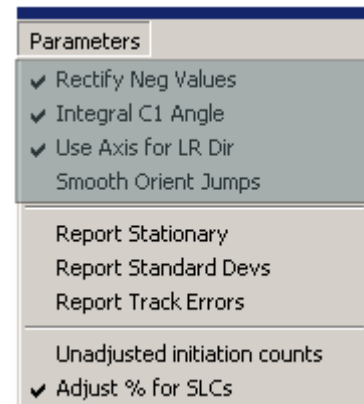 Parameters
Rectify Neg Values
Integral C1 Angle
Use Axis for LR Dir
Smooth Orient Jumps
Report Stationary
Report Standard Devs
Report Track Errors
Unadjusted initiation counts
Adjust % for SLCs